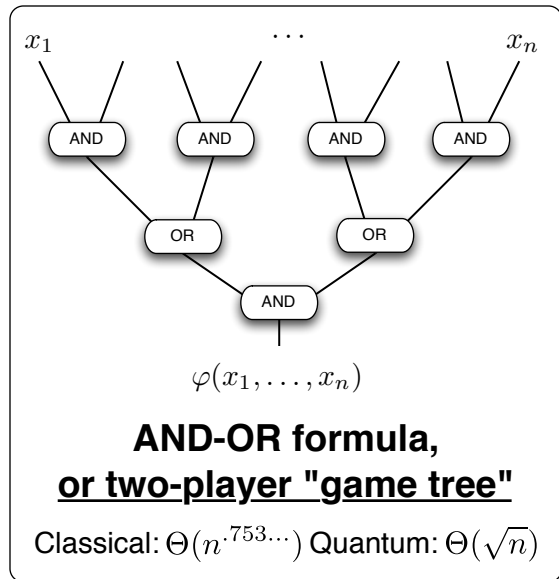 x₁ ⋯ xₙ
AND AND AND AND
OR OR
AND
φ(x₁, . . . , xₙ)
AND-OR formula,
or two-player "game tree"
Classical: Θ(n^.753...) Quantum: Θ(√n)